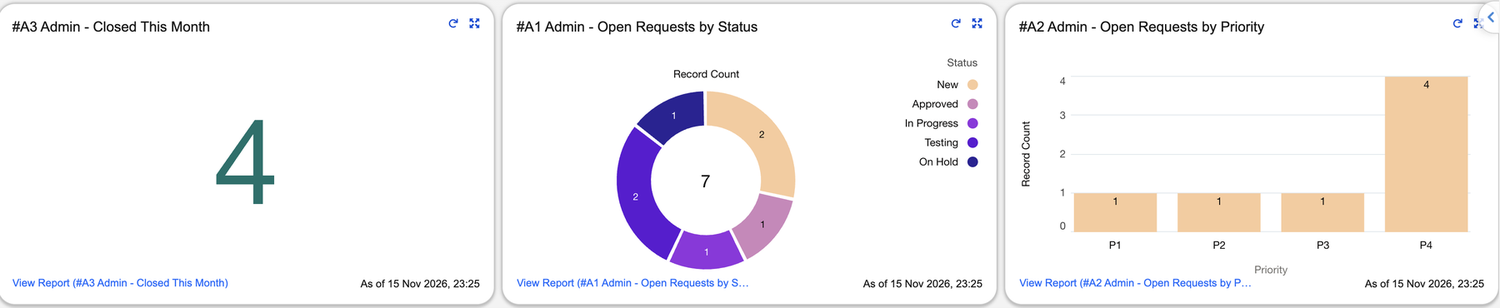 #A3 Admin - Closed This Month
4
View Report (#A3 Admin - Closed This Month)
As of 15 Nov 2026, 23:25
#A1 Admin - Open Requests by Status
Record Count
Status
New
Approved
In Progress
Testing
On Hold
1
2
2
7
1
1
View Report (#A1 Admin - Open Requests by S...
As of 15 Nov 2026, 23:25
#A2 Admin - Open Requests by Priority
Record Count
4
3
2
1
0
4
1
1
1
P1
P2
P3
P4
Priority
View Report (#A2 Admin - Open Requests by P...
As of 15 Nov 2026, 23:25